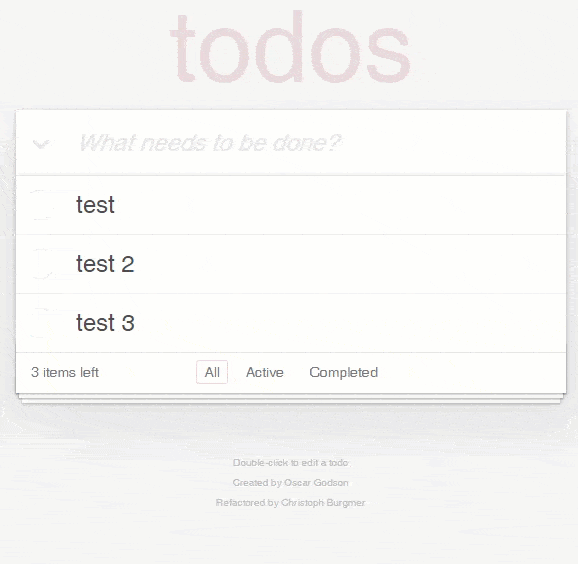 todos
What needs to be done?
test
test 2
test 3
3 items left All Active Completed
Double-click to edit a todo
Created by Oscar Godson
Refactored by Christoph Burgmer